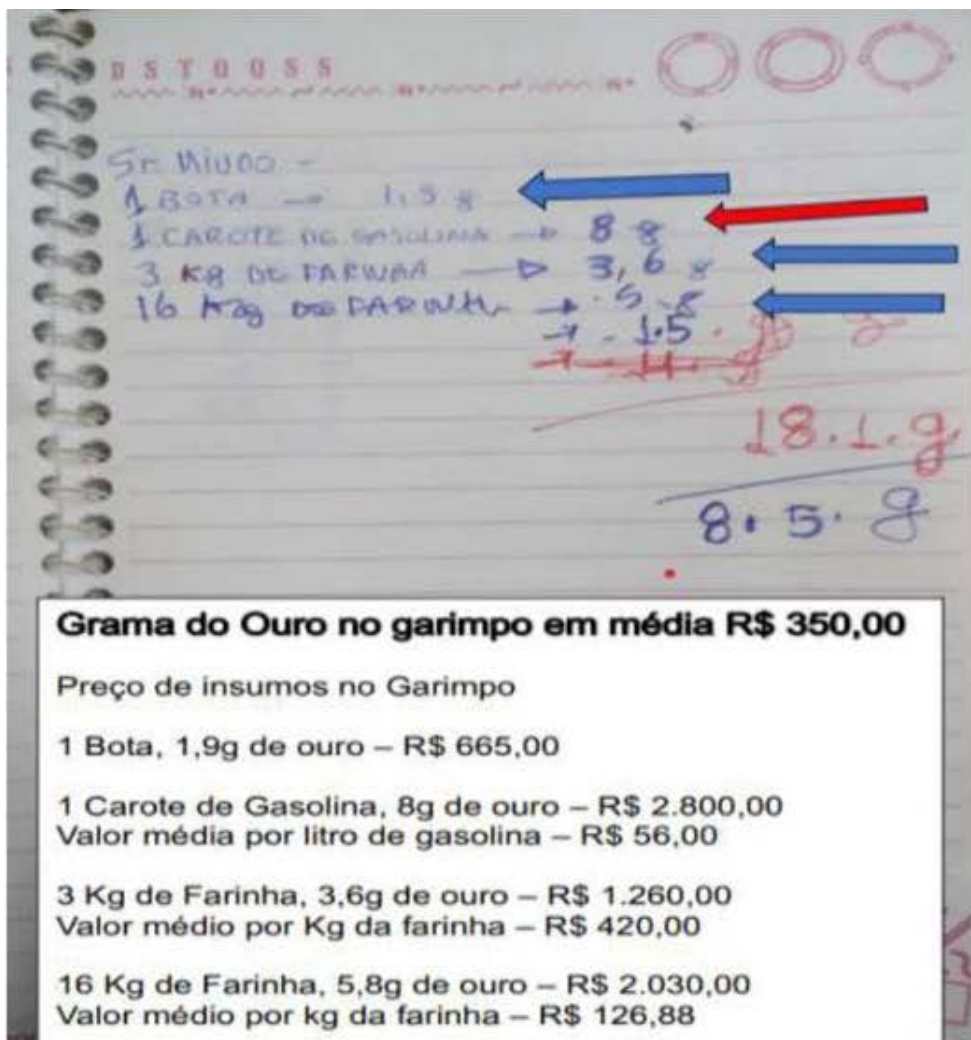 D S T Q Q S S
Sr. MIUDO -
1 BOTA → 1,5 g
1 CAROTE DE GASOLINA → 8 g
3 Kg DE FARINHA → 3,6 g
16 Kg DE FARINHA → 5 g
→ 1.5
18.1.g
8.5.g
Grama do Ouro no garimpo em média R$ 350,00
Preço de insumos no Garimpo
1 Bota, 1,9g de ouro – R$ 665,00
1 Carote de Gasolina, 8g de ouro – R$ 2.800,00
Valor média por litro de gasolina – R$ 56,00
3 Kg de Farinha, 3,6g de ouro – R$ 1.260,00
Valor médio por Kg da farinha – R$ 420,00
16 Kg de Farinha, 5,8g de ouro – R$ 2.030,00
Valor médio por kg da farinha – R$ 126,88